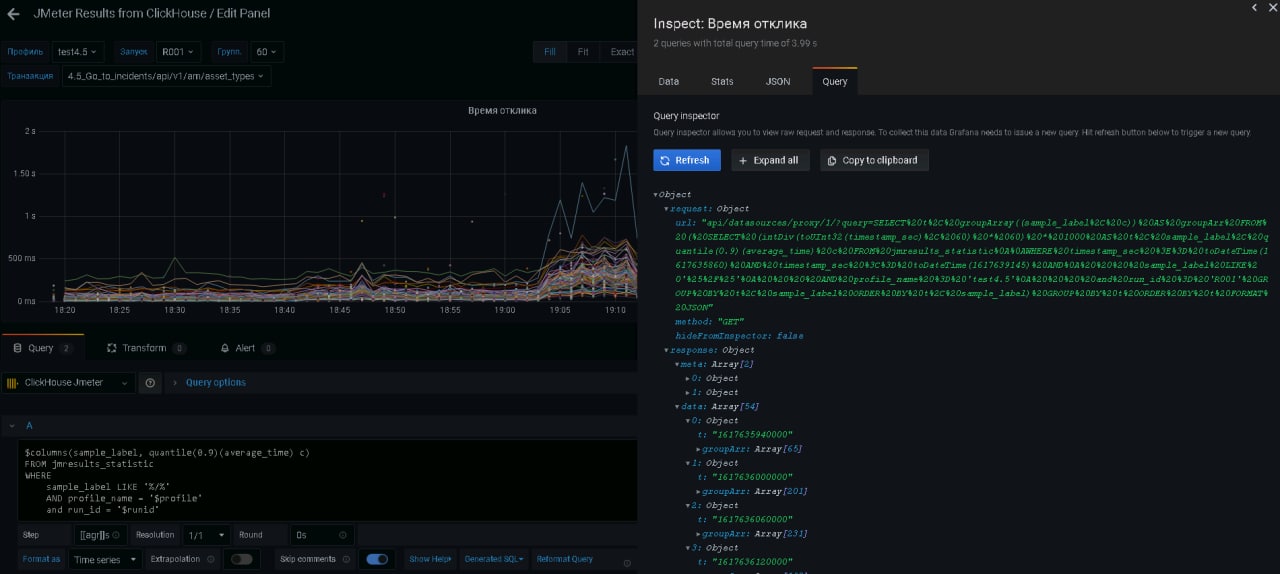 JMeter Results from ClickHouse / Edit Panel
Профиль test4.5 Запуск R001 Групп. 60 Fill Fit Exact
Транзакция 4.5_Go_to_incidents/api/v1/am/asset_types
Время отклика
2 s
1.50 s
1 s
500 ms
0 ms
18:20 18:25 18:30 18:35 18:40 18:45 18:50 18:55 19:00 19:05 19:10
Query 2 Transform 0 Alert 0
ClickHouse Jmeter Query options
A
$columns(sample_label, quantile(0.9)(average_time) c)
FROM jmresults_statistic
WHERE
sample_label LIKE '%/%'
AND profile_name = '$profile'
and run_id = '$runid'
Step [[agr]]s Resolution 1/1 Round 0s
Format as Time series Extrapolation Skip comments Show Help Generated SQL Reformat Query
Inspect: Время отклика
2 queries with total query time of 3.99 s
Data Stats JSON Query
Query inspector
Query inspector allows you to view raw request and response. To collect this data Grafana needs to issue a new query. Hit refresh button below to trigger a new query.
Refresh Expand all Copy to clipboard
Object
request: Object
url: "api/datasources/proxy/1/?query=SELECT%20t%2C%20groupArray((sample_label%2C%20c))%20AS%20groupArr%20FROM%20
(%20SELECT%20(intDiv(toUInt32(timestamp_sec)%2C%2060)%20*%2060)%20*%201000%20AS%20t%2C%20sample_label%2C%20q
uantile(0.9)(average_time)%20c%20FROM%20jmresults_statistic%0A%0AWHERE%20timestamp_sec%20%3E%3D%20toDateTime(1
617635860)%20AND%20timestamp_sec%20%3C%3D%20toDateTime(1617639145)%20AND%0A%20%20%20%20sample_label%20LIKE%2
0'%25%2F%25'%0A%20%20%20%20AND%20profile_name%20%3D%20'test4.5'%0A%20%20%20%20and%20run_id%20%3D%20'R001'%20GR
OUP%20BY%20t%2C%20sample_label%20ORDER%20BY%20t%2C%20sample_label)%20GROUP%20BY%20t%20ORDER%20BY%20t%20FORMAT%
20JSON"
method: "GET"
hideFromInspector: false
response: Object
meta: Array[2]
0: Object
1: Object
data: Array[54]
0: Object
t: "1617635940000"
groupArr: Array[65]
1: Object
t: "1617636000000"
groupArr: Array[201]
2: Object
t: "1617636060000"
groupArr: Array[231]
3: Object
t: "1617636120000"